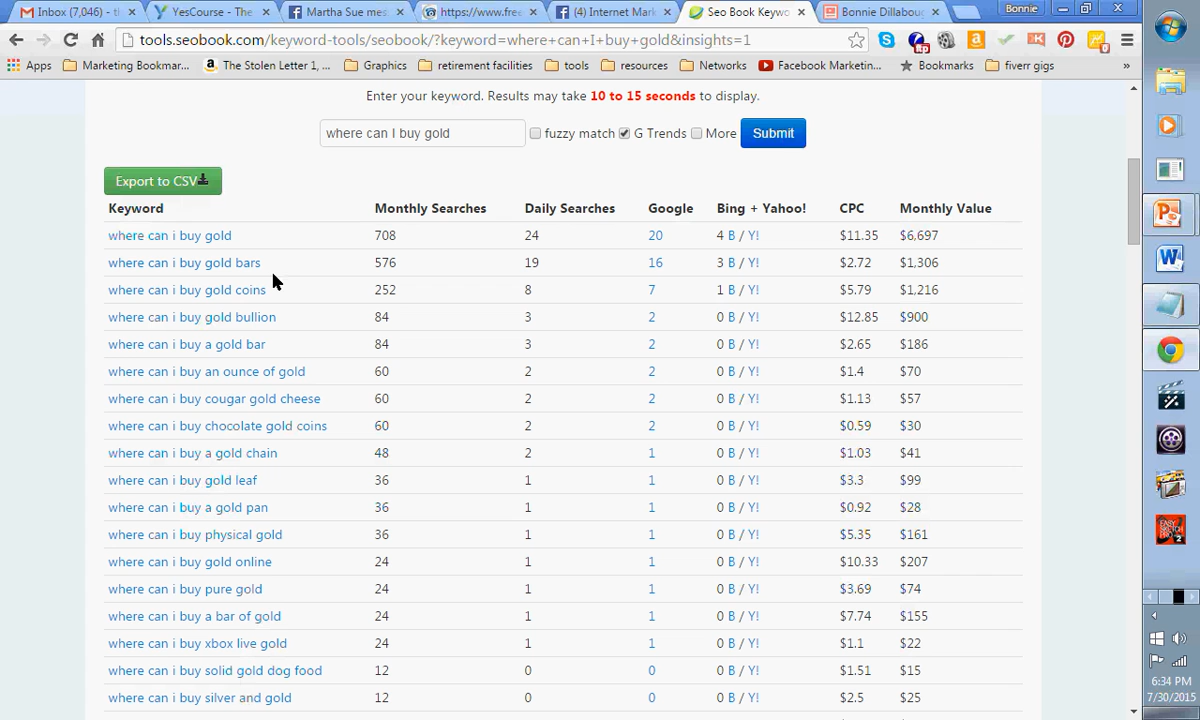 Inbox (7,046) - th
YesCourse - The
Martha Sue mes
https://www.free
(4) Internet Mark
Seo Book Keywo
Bonnie Dillaboug
Bonnie
tools.seobook.com/keyword-tools/seobook/?keyword=where+can+I+buy+gold&insights=1
Apps
Marketing Bookmar...
The Stolen Letter 1, ...
Graphics
retirement facilities
tools
resources
Networks
Facebook Marketin...
Bookmarks
fiverr gigs
»
Enter your keyword. Results may take 10 to 15 seconds to display.
where can I buy gold
fuzzy match
G Trends
More
Submit
Export to CSV
Keyword Monthly Searches Daily Searches Google Bing + Yahoo! CPC Monthly Value
where can i buy gold 708 24 20 4 B / Y! $11.35 $6,697
where can i buy gold bars 576 19 16 3 B / Y! $2.72 $1,306
where can i buy gold coins 252 8 7 1 B / Y! $5.79 $1,216
where can i buy gold bullion 84 3 2 0 B / Y! $12.85 $900
where can i buy a gold bar 84 3 2 0 B / Y! $2.65 $186
where can i buy an ounce of gold 60 2 2 0 B / Y! $1.4 $70
where can i buy cougar gold cheese 60 2 2 0 B / Y! $1.13 $57
where can i buy chocolate gold coins 60 2 2 0 B / Y! $0.59 $30
where can i buy a gold chain 48 2 1 0 B / Y! $1.03 $41
where can i buy gold leaf 36 1 1 0 B / Y! $3.3 $99
where can i buy a gold pan 36 1 1 0 B / Y! $0.92 $28
where can i buy physical gold 36 1 1 0 B / Y! $5.35 $161
where can i buy gold online 24 1 1 0 B / Y! $10.33 $207
where can i buy pure gold 24 1 1 0 B / Y! $3.69 $74
where can i buy a bar of gold 24 1 1 0 B / Y! $7.74 $155
where can i buy xbox live gold 24 1 1 0 B / Y! $1.1 $22
where can i buy solid gold dog food 12 0 0 0 B / Y! $1.51 $15
where can i buy silver and gold 12 0 0 0 B / Y! $2.5 $25
6:34 PM
7/30/2015